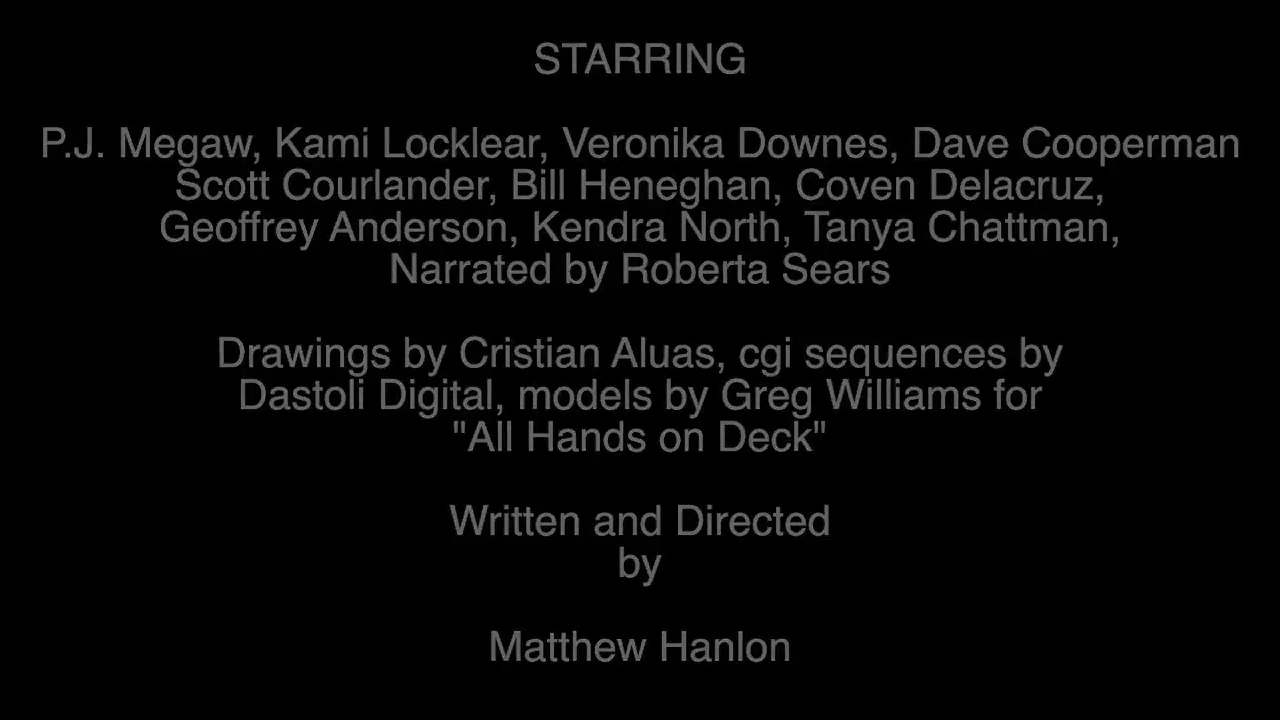 STARRING
P.J. Megaw, Kami Locklear, Veronika Downes, Dave Cooperman
Scott Courlander, Bill Heneghan, Coven Delacruz,
Geoffrey Anderson, Kendra North, Tanya Chattman,
Narrated by Roberta Sears
Drawings by Cristian Aluas, cgi sequences by
Dastoli Digital, models by Greg Williams for
"All Hands on Deck"
Written and Directed
by
Matthew Hanlon